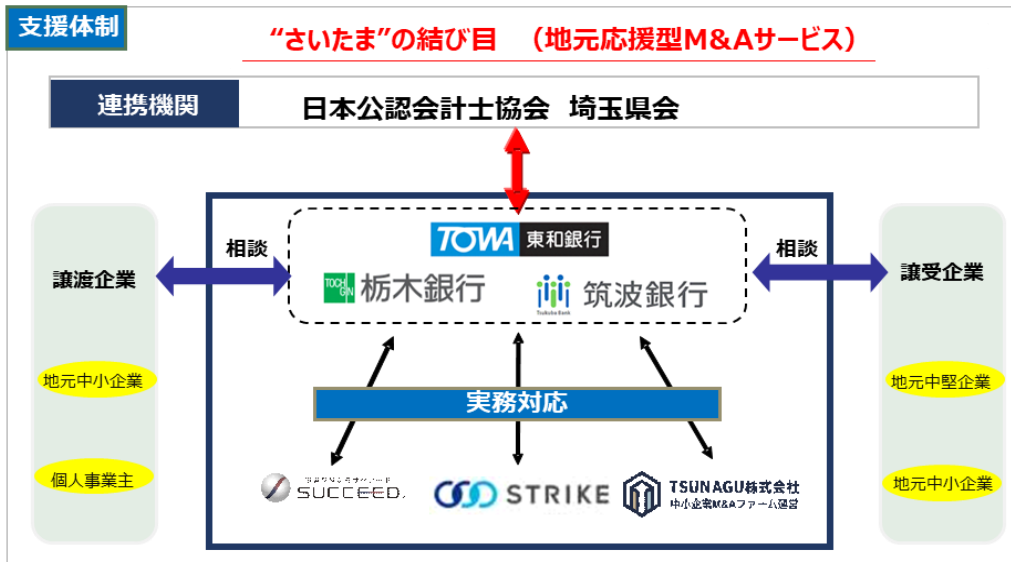 支援体制
“さいたま”の結び目 （地元応援型M&Aサービス）
連携機関
日本公認会計士協会 埼玉県会
相談
相談
譲渡企業
地元中小企業
個人事業主
TOWA 東和銀行
TOCHIGIN 栃木銀行
Tsukuba Bank 筑波銀行
実務対応
SUCCEED
STRIKE
TSUNAGU株式会社
中小企業M&Aファーム運営
譲受企業
地元中堅企業
地元中小企業